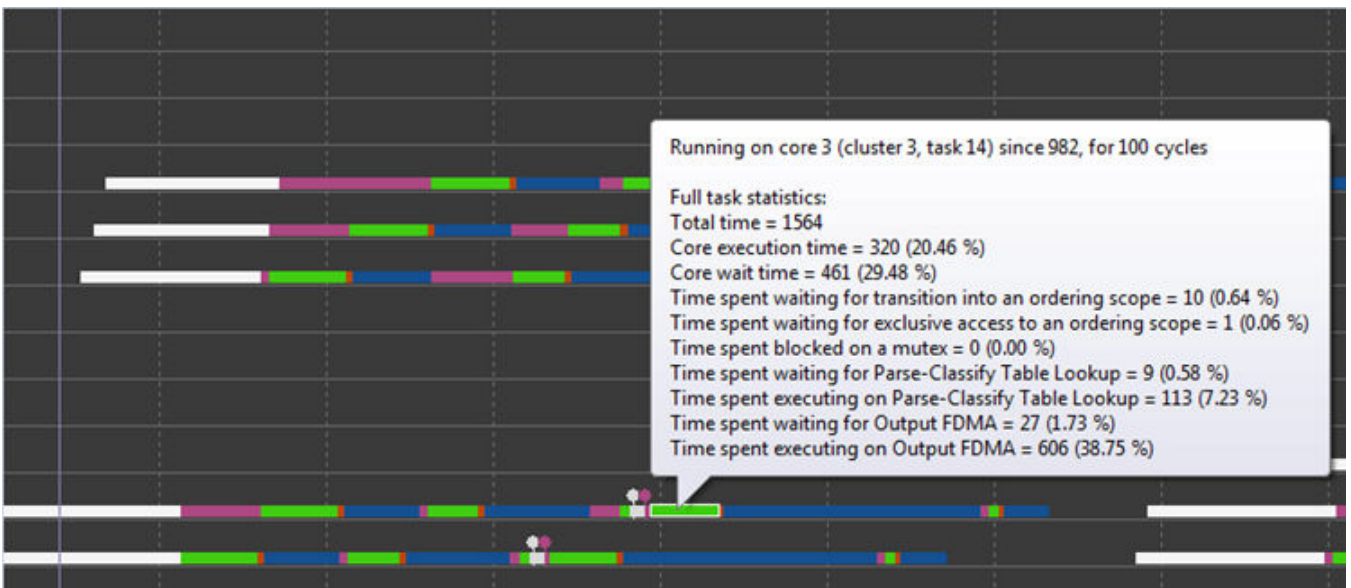 Running on core 3 (cluster 3, task 14) since 982, for 100 cycles
Full task statistics:
Total time = 1564
Core execution time = 320 (20.46 %)
Core wait time = 461 (29.48 %)
Time spent waiting for transition into an ordering scope = 10 (0.64 %)
Time spent waiting for exclusive access to an ordering scope = 1 (0.06 %)
Time spent blocked on a mutex = 0 (0.00 %)
Time spent waiting for Parse-Classify Table Lookup = 9 (0.58 %)
Time spent executing on Parse-Classify Table Lookup = 113 (7.23 %)
Time spent waiting for Output FDMA = 27 (1.73 %)
Time spent executing on Output FDMA = 606 (38.75 %)